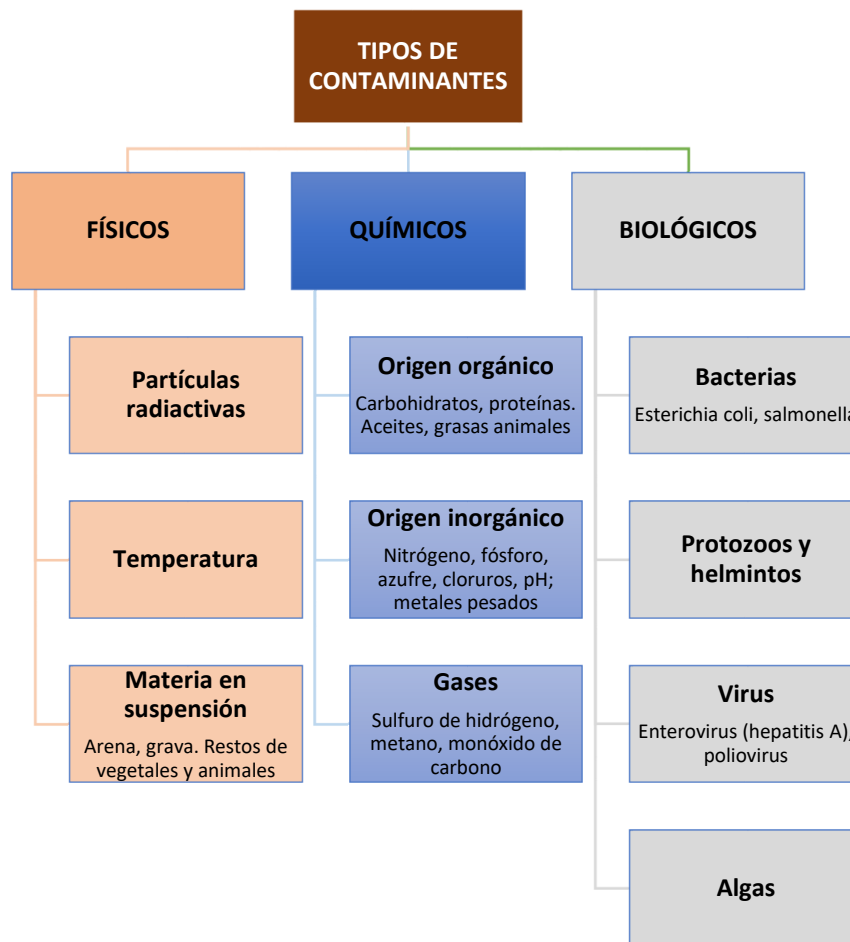 TIPOS DE
CONTAMINANTES
FÍSICOS
Partículas
radiactivas
Temperatura
Materia en
suspensión
Arena, grava. Restos de
vegetales y animales
QUÍMICOS
Origen orgánico
Carbohidratos, proteínas.
Aceites, grasas animales
Origen inorgánico
Nitrógeno, fósforo,
azufre, cloruros, pH;
metales pesados
Gases
Sulfuro de hidrógeno,
metano, monóxido de
carbono
BIOLÓGICOS
Bacterias
Esterichia coli, salmonella
Protozoos y
helmintos
Virus
Enterovirus (hepatitis A),
poliovirus
Algas